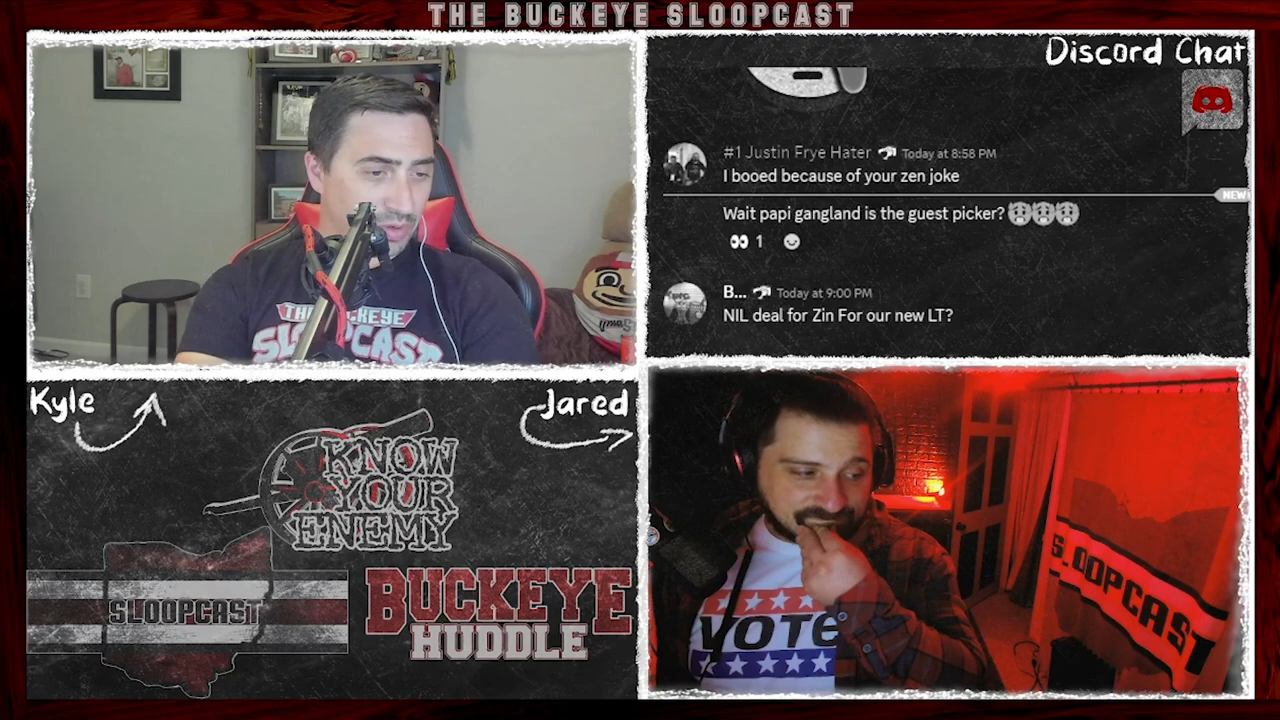 THE BUCKEYE SLOOPCAST
Discord Chat
#1 Justin Frye Hater Today at 8:58 PM
I booed because of your zen joke
NEW
Wait papi gangland is the guest picker?
1
B... Today at 9:00 PM
NIL deal for Zin For our new LT?
THE BUCKEYE
SLOOPCAST
Kyle
Jared
KNOW
YOUR
ENEMY
SLOOPCAST
BUCKEYE
HUDDLE
VOTE
SLOOPCAST